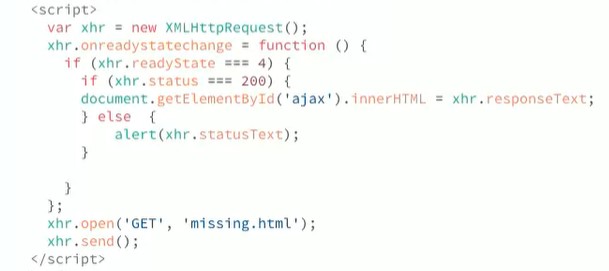 <script>
  var xhr = new XMLHttpRequest();
  xhr.onreadystatechange = function () {
    if (xhr.readyState === 4) {
      if (xhr.status === 200) {
      document.getElementById('ajax').innerHTML = xhr.responseText;
      } else  {
          alert(xhr.statusText);
      }

    }
  };
  xhr.open('GET', 'missing.html');
  xhr.send();
</script>